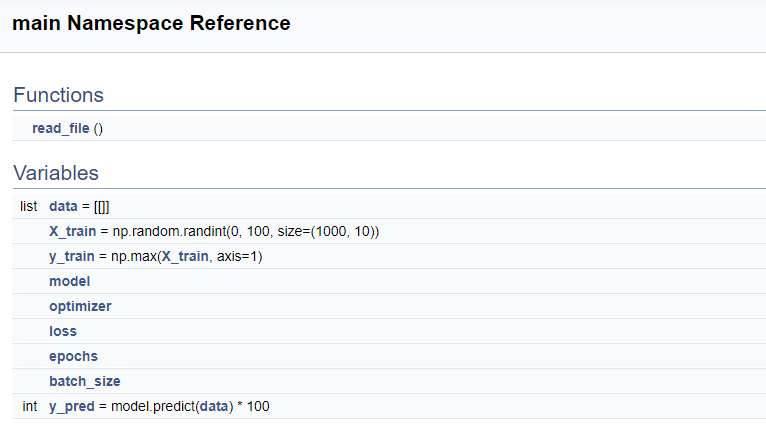 main Namespace Reference
Functions
read_file ()
Variables
list data = [[]]
X_train = np.random.randint(0, 100, size=(1000, 10))
y_train = np.max(X_train, axis=1)
model
optimizer
loss
epochs
batch_size
int y_pred = model.predict(data) * 100